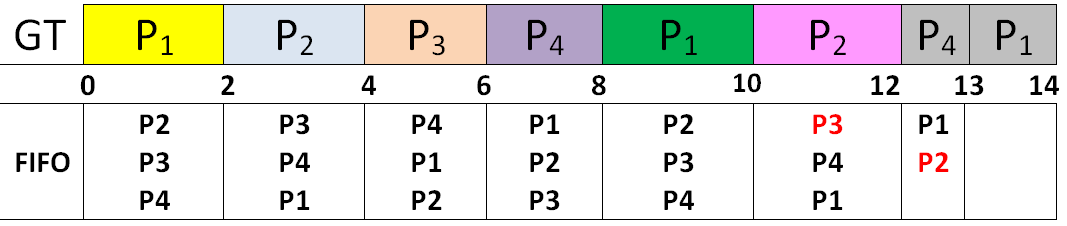 GT P₁ P₂ P₃ P₄ P₁ P₂ P₄ P₁
0 2 4 6 8 10 12 13 14
P2 P3 P4 P1 P2 P3 P1
FIFO P3 P4 P1 P2 P3 P4 P2
P4 P1 P2 P3 P4 P1